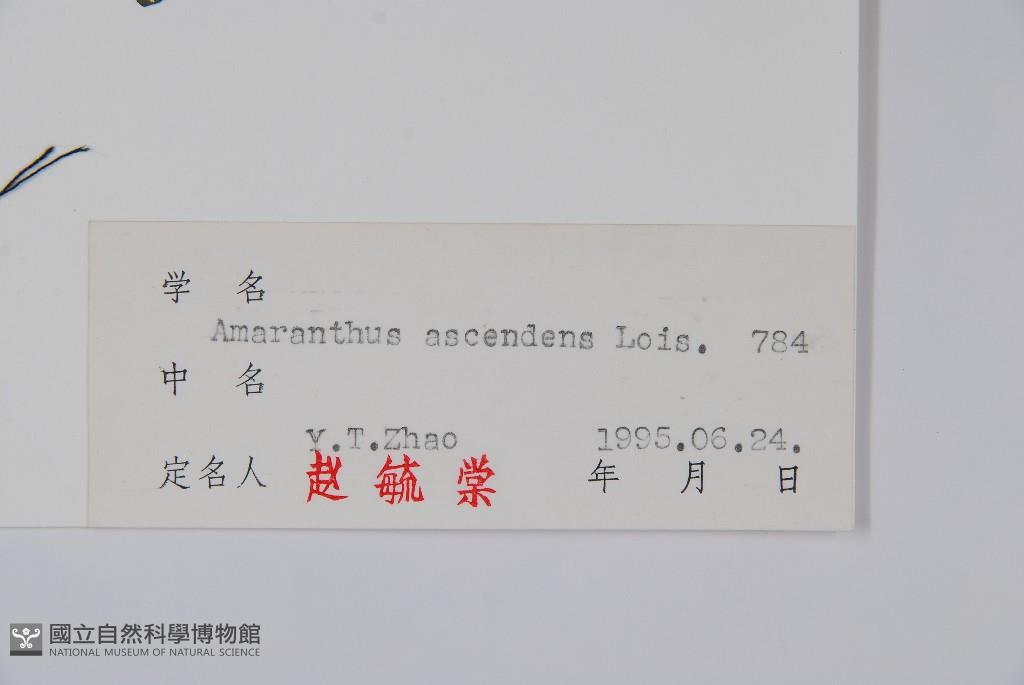 学 名
Amaranthus ascendens Lois. 784
中 名
Y.T.Zhao 1995.06.24.
定名人 赵毓棠 年 月 日
國立自然科學博物館
NATIONAL MUSEUM OF NATURAL SCIENCE